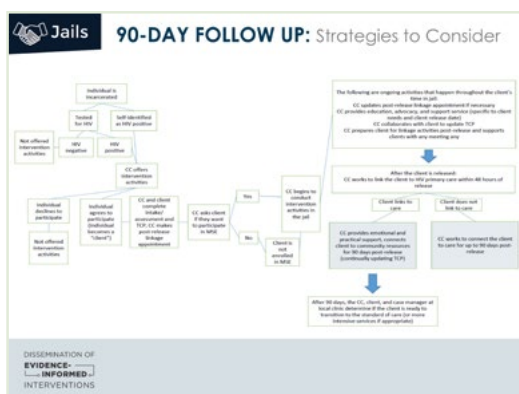 Jails
90-DAY FOLLOW UP: Strategies to Consider
Individual is
incarcerated
Tested
for HIV
Self identified
as HIV positive
Not offered
intervention
activities
HIV
negative
HIV
positive
CC offers
intervention
activities
Individual
declines to
participate
Not offered
intervention
activities
Individual
agrees to
participate
(individual
becomes a
"client")
CC and client
complete
intake/
assessment
and TCP. CC makes
post-release
linkage
appointment
CC asks client
if they want
to participate
in MSE
Yes
No
Client is
not
enrolled
in MSE
CC begins to
conduct
intervention
activities in
the jail
The following are ongoing activities that happen throughout the client's
time in jail:
CC updates post-release linkage appointment if necessary
CC provides education, advocacy, and support service (specific to client
needs and client release date)
CC collaborates with client to update TCP
CC prepares client for linkage activities post-release and supports
clients with any meeting any
After the client is released:
CC works to link the client to HIV primary care within 48 hours of
release
Client links to
care
Client does not
link to care
CC provides emotional and
practical support, connects
client to community resources
for 90 days post-release
(continually updating TCP)
CC works to connect the client
to care for up to 90 days post-
release
After 90 days, the CC, client, and case manager at
local clinic determine if the client is ready to
transition to the standard of care (or more
intensive services if appropriate)
DISSEMINATION OF
EVIDENCE-
INFORMED
INTERVENTIONS